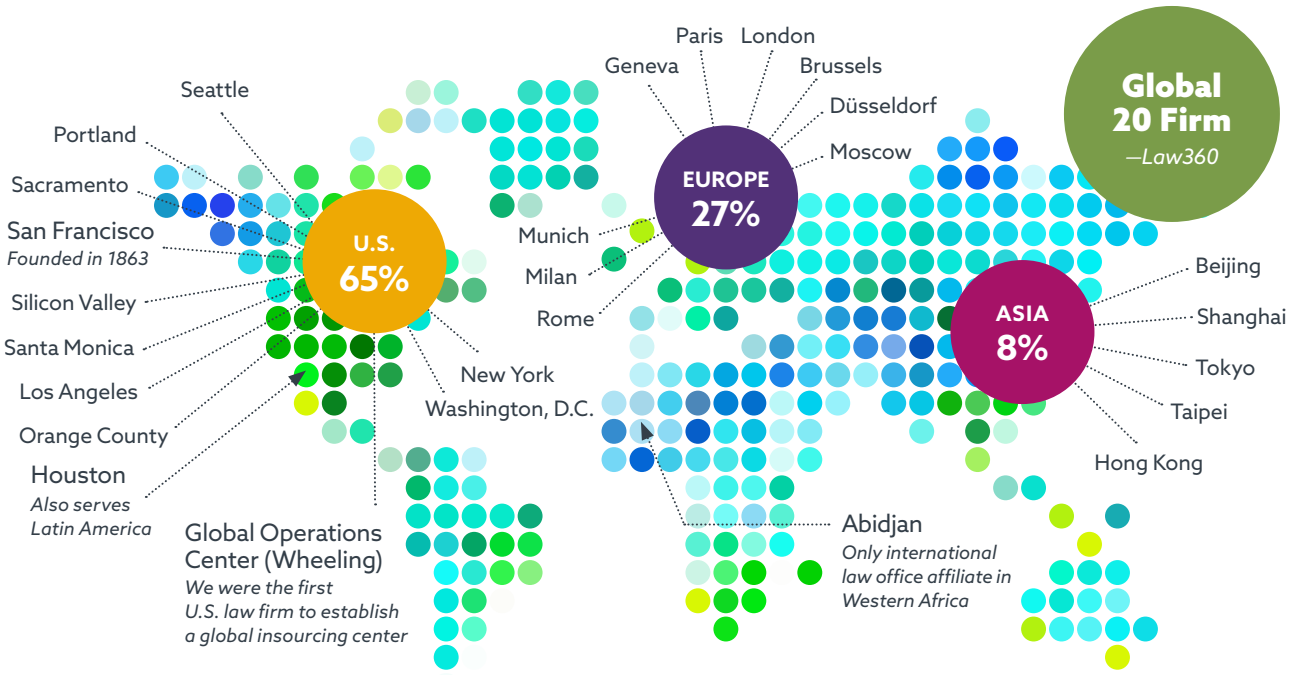 Paris
London
Geneva
Brussels
Seattle
Düsseldorf
Portland
Moscow
Sacramento
San Francisco
Founded in 1863
Silicon Valley
Santa Monica
Los Angeles
Orange County
Houston
Also serves
Latin America
U.S.
65%
New York
Washington, D.C.
Global Operations
Center (Wheeling)
We were the first
U.S. law firm to establish
a global insourcing center
EUROPE
27%
Munich
Milan
Rome
Abidjan
Only international
law office affiliate in
Western Africa
Global
20 Firm
—Law360
ASIA
8%
Beijing
Shanghai
Tokyo
Taipei
Hong Kong